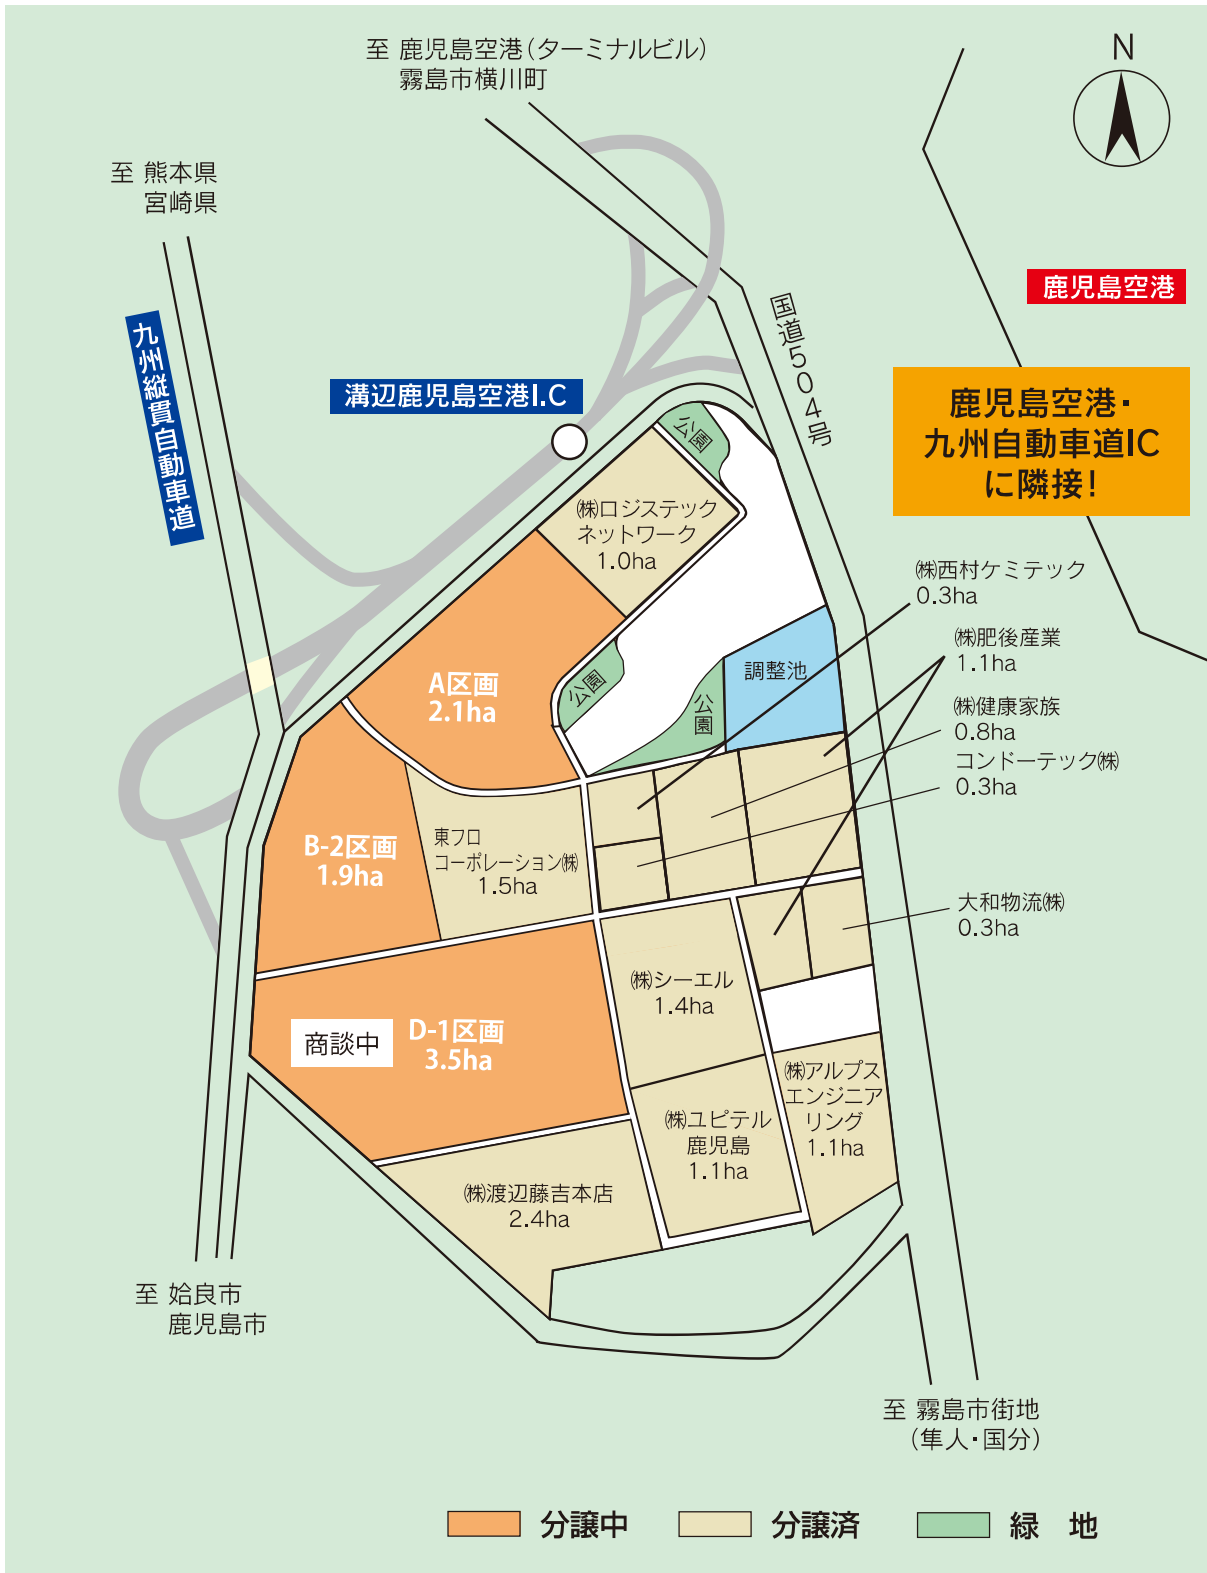 至 鹿児島空港(ターミナルビル)
霧島市横川町
N
至 熊本県
宮崎県
鹿児島空港
九州縦貫自動車道
国道504号
溝辺鹿児島空港I.C
鹿児島空港・
九州自動車道IC
に隣接!
公園
㈱ロジステック
ネットワーク
1.0ha
㈱西村ケミテック
0.3ha
㈱肥後産業
1.1ha
A区画
2.1ha
公園
公園
調整池
㈱健康家族
0.8ha
コンドーテック㈱
0.3ha
B-2区画
1.9ha
東フロ
コーポレーション㈱
1.5ha
大和物流㈱
0.3ha
商談中
D-1区画
3.5ha
㈱シーエル
1.4ha
㈱アルプス
エンジニア
リング
1.1ha
㈱ユピテル
鹿児島
1.1ha
㈱渡辺藤吉本店
2.4ha
至 姶良市
鹿児島市
至 霧島市街地
(隼人・国分)
分譲中
分譲済
緑 地